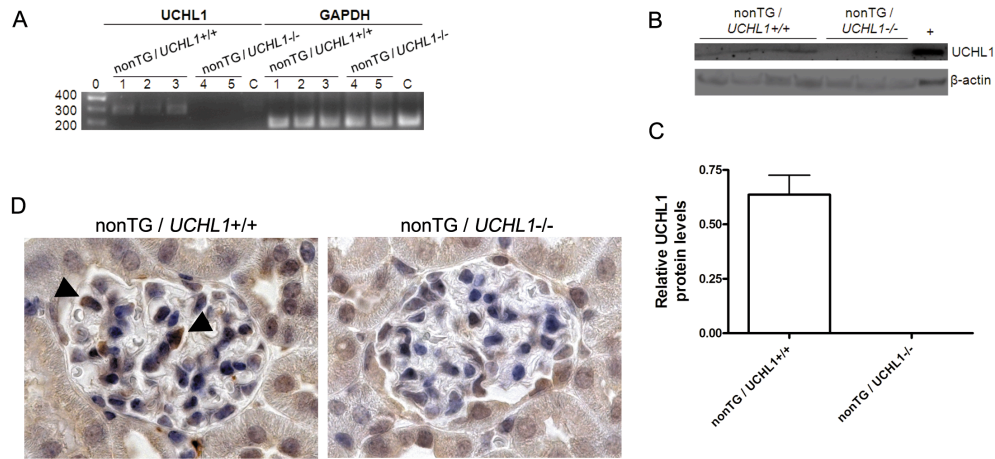 A
UCHL1 GAPDH
nonTG / UCHL1+/+ nonTG / UCHL1-/- nonTG / UCHL1+/+ nonTG / UCHL1-/-
0 1 2 3 4 5 C 1 2 3 4 5 C
400
300
200
B
nonTG / nonTG /
UCHL1+/+ UCHL1-/- +
UCHL1
β-actin
C
Relative UCHL1
protein levels
0.75
0.50
0.25
0.00
nonTG / UCHL1+/+ nonTG / UCHL1-/-
D
nonTG / UCHL1+/+ nonTG / UCHL1-/-